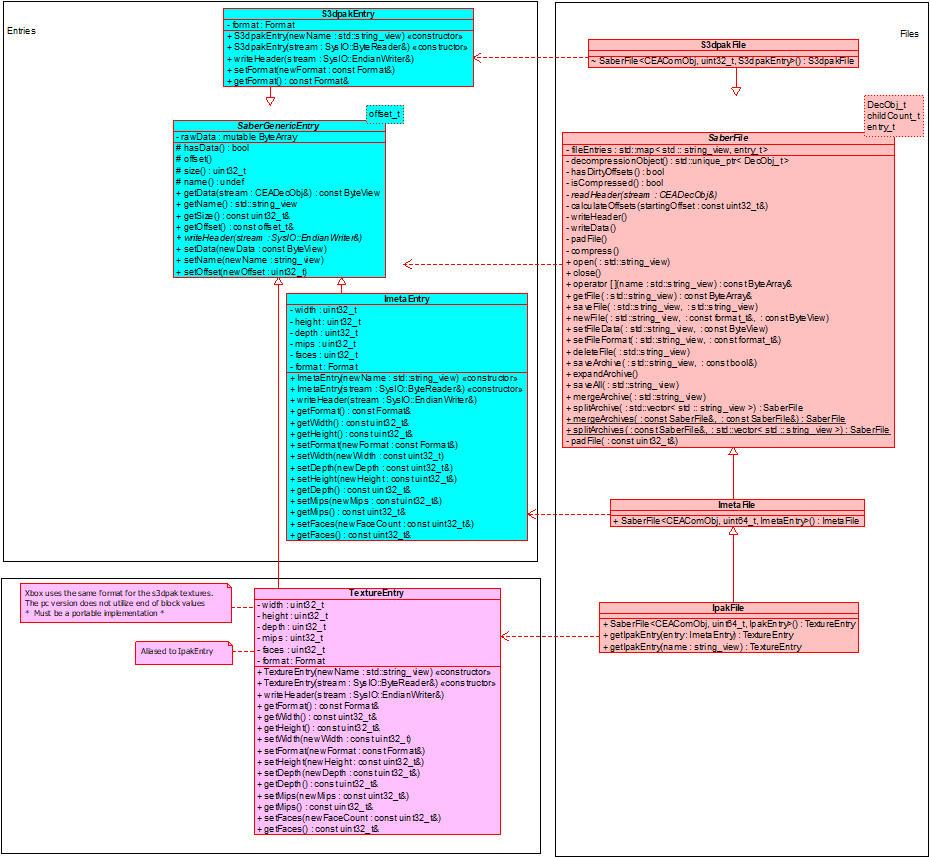 Entries
S3dpakEntry
- format : Format
+ S3dpakEntry(newName : std::string_view) «constructor»
+ S3dpakEntry(stream : SysIO::ByteReader&) «constructor»
+ writeHeader(stream : SysIO::EndianWriter&)
+ setFormat(newFormat : const Format&)
+ getFormat() : const Format&
offset_t
SaberGenericEntry
- rawData : mutable ByteArray
# hasData() : bool
# offset()
# size() : uint32_t
# name() : undef
+ getData(stream : CEADecObj&) : const ByteView
+ getName() : std::string_view
+ getSize() : const uint32_t&
+ getOffset() : const offset_t&
+ writeHeader(stream : SysIO::EndianWriter&)
+ setData(newData : const ByteView)
+ setName(newName : string_view)
+ setOffset(newOffset : uint32_t)
ImetaEntry
- width : uint32_t
- height : uint32_t
- depth : uint32_t
- mips : uint32_t
- faces : uint32_t
- format : Format
+ ImetaEntry(newName : std::string_view) «constructor»
+ ImetaEntry(stream : SysIO::ByteReader&) «constructor»
+ writeHeader(stream : SysIO::EndianWriter&)
+ getFormat() : const Format&
+ getWidth() : const uint32_t&
+ getHeight() : const uint32_t&
+ setFormat(newFormat : const Format&)
+ setWidth(newWidth : const uint32_t)
+ setDepth(newDepth : const uint32_t&)
+ setHeight(newHeight : const uint32_t&)
+ getDepth() : const uint32_t&
+ setMips(newMips : const uint32_t&)
+ getMips() : const uint32_t&
+ setFaces(newFaceCount : const uint32_t&)
+ getFaces() : const uint32_t&
Xbox uses the same format for the s3dpak textures.
The pc version does not utilize end of block values
* Must be a portable implementation *
Aliased to IpakEntry
TextureEntry
- width : uint32_t
- height : uint32_t
- depth : uint32_t
- mips : uint32_t
- faces : uint32_t
- format : Format
+ TextureEntry(newName : std::string_view) «constructor»
+ TextureEntry(stream : SysIO::ByteReader&) «constructor»
+ writeHeader(stream : SysIO::EndianWriter&)
+ getFormat() : const Format&
+ getWidth() : const uint32_t&
+ getHeight() : const uint32_t&
+ setWidth(newWidth : const uint32_t)
+ setFormat(newFormat : const Format&)
+ setHeight(newHeight : const uint32_t&)
+ setDepth(newDepth : const uint32_t&)
+ getDepth() : const uint32_t&
+ setMips(newMips : const uint32_t&)
+ getMips() : const uint32_t&
+ setFaces(newFaceCount : const uint32_t&)
+ getFaces() : const uint32_t&
Files
S3dpakFile
~ SaberFile<CEAComObj, uint32_t, S3dpakEntry>() : S3dpakFile
DecObj_t
childCount_t
entry_t
SaberFile
- fileEntries : std::map< std :: string_view, entry_t>
- decompressionObject() : std::unique_ptr< DecObj_t>
- hasDirtyOffsets() : bool
- isCompressed() : bool
- readHeader(stream : CEADecObj&)
- calculateOffsets(startingOffset : const uint32_t&)
- writeHeader()
- writeData()
- padFile()
- compress()
+ open( : std::string_view)
+ close()
+ operator [](name : std::string_view) : const ByteArray&
+ getFile( : std::string_view) : const ByteArray&
+ saveFile( : std::string_view, : std::string_view)
+ newFile( : std::string_view, : const format_t&, : const ByteView)
+ setFileData( : std::string_view, : const ByteView)
+ setFileFormat( : std::string_view, : const format_t&)
+ deleteFile( : std::string_view)
+ saveArchive( : std::string_view, : const bool&)
+ expandArchive()
+ saveAll( : std::string_view)
+ mergeArchive( : std::string_view)
+ splitArchive( : std::vector< std :: string_view >) : SaberFile
+ mergeArchives( : const SaberFile&, : const SaberFile&) : SaberFile
+ splitArchives( : const SaberFile&, : std::vector< std :: string_view >) : SaberFile
- padFile( : const uint32_t&)
ImetaFile
+ SaberFile<CEAComObj, uint64_t, ImetaEntry>() : ImetaFile
IpakFile
+ SaberFile<CEAComObj, uint64_t, IpakEntry>() : TextureEntry
+ getIpakEntry(entry : ImetaEntry) : TextureEntry
+ getIpakEntry(name : string_view) : TextureEntry